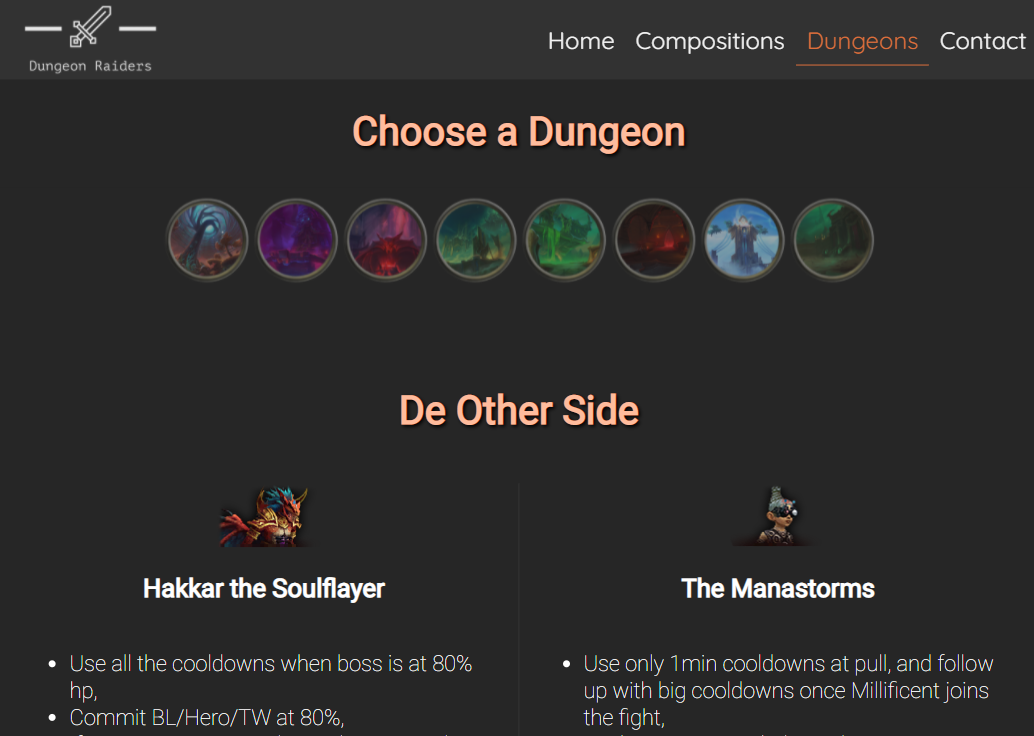 Dungeon Raiders
Home Compositions Dungeons Contact
Choose a Dungeon
De Other Side
Hakkar the Soulflayer
Use all the cooldowns when boss is at 80%
hp,
Commit BL/Hero/TW at 80%,
The Manastorms
Use only 1min cooldowns at pull, and follow
up with big cooldowns once Millificent joins
the fight,